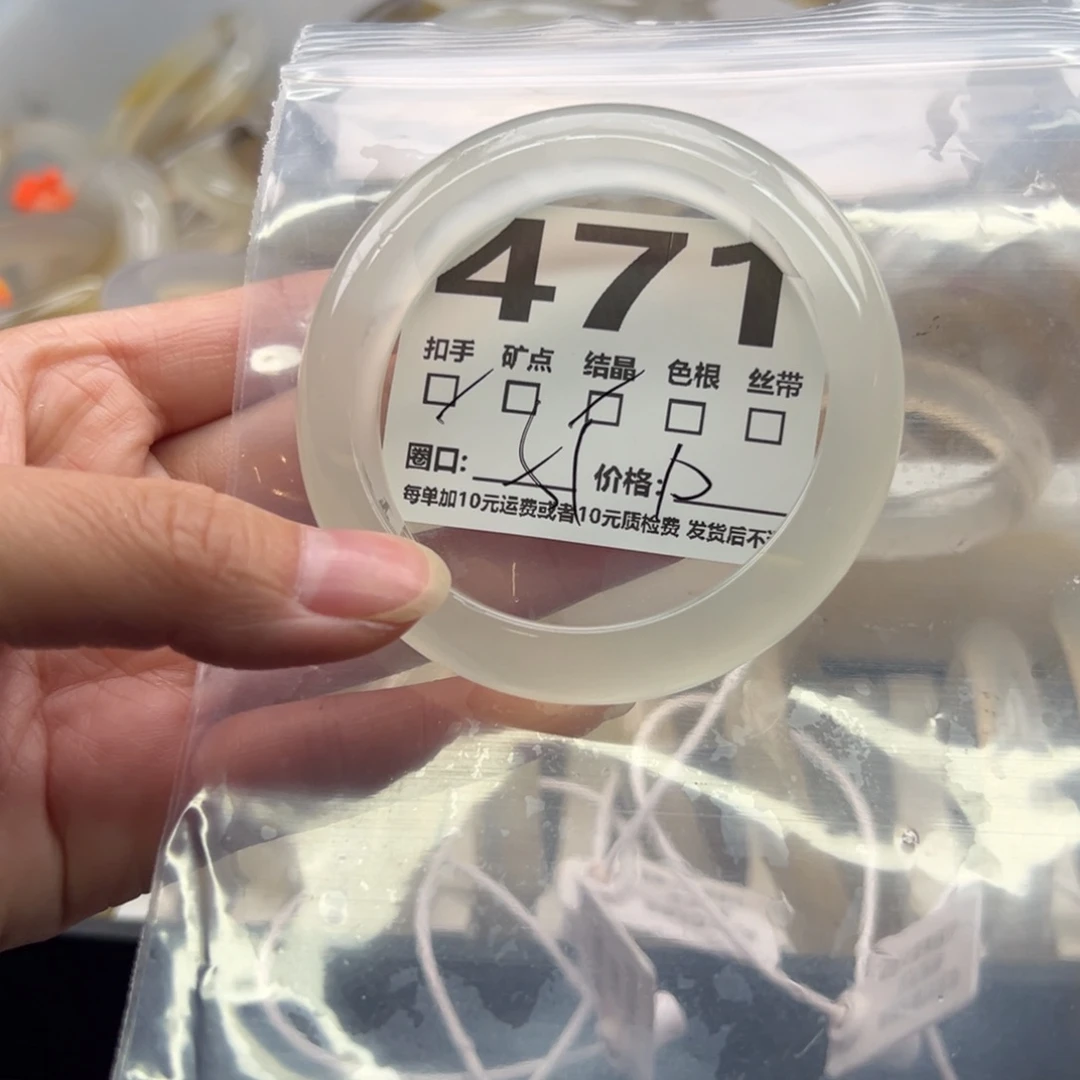 471
扣手 矿点 结晶 色根 丝带
圈口: 价格:
每单加10元运费或者10元质检费 发货后不